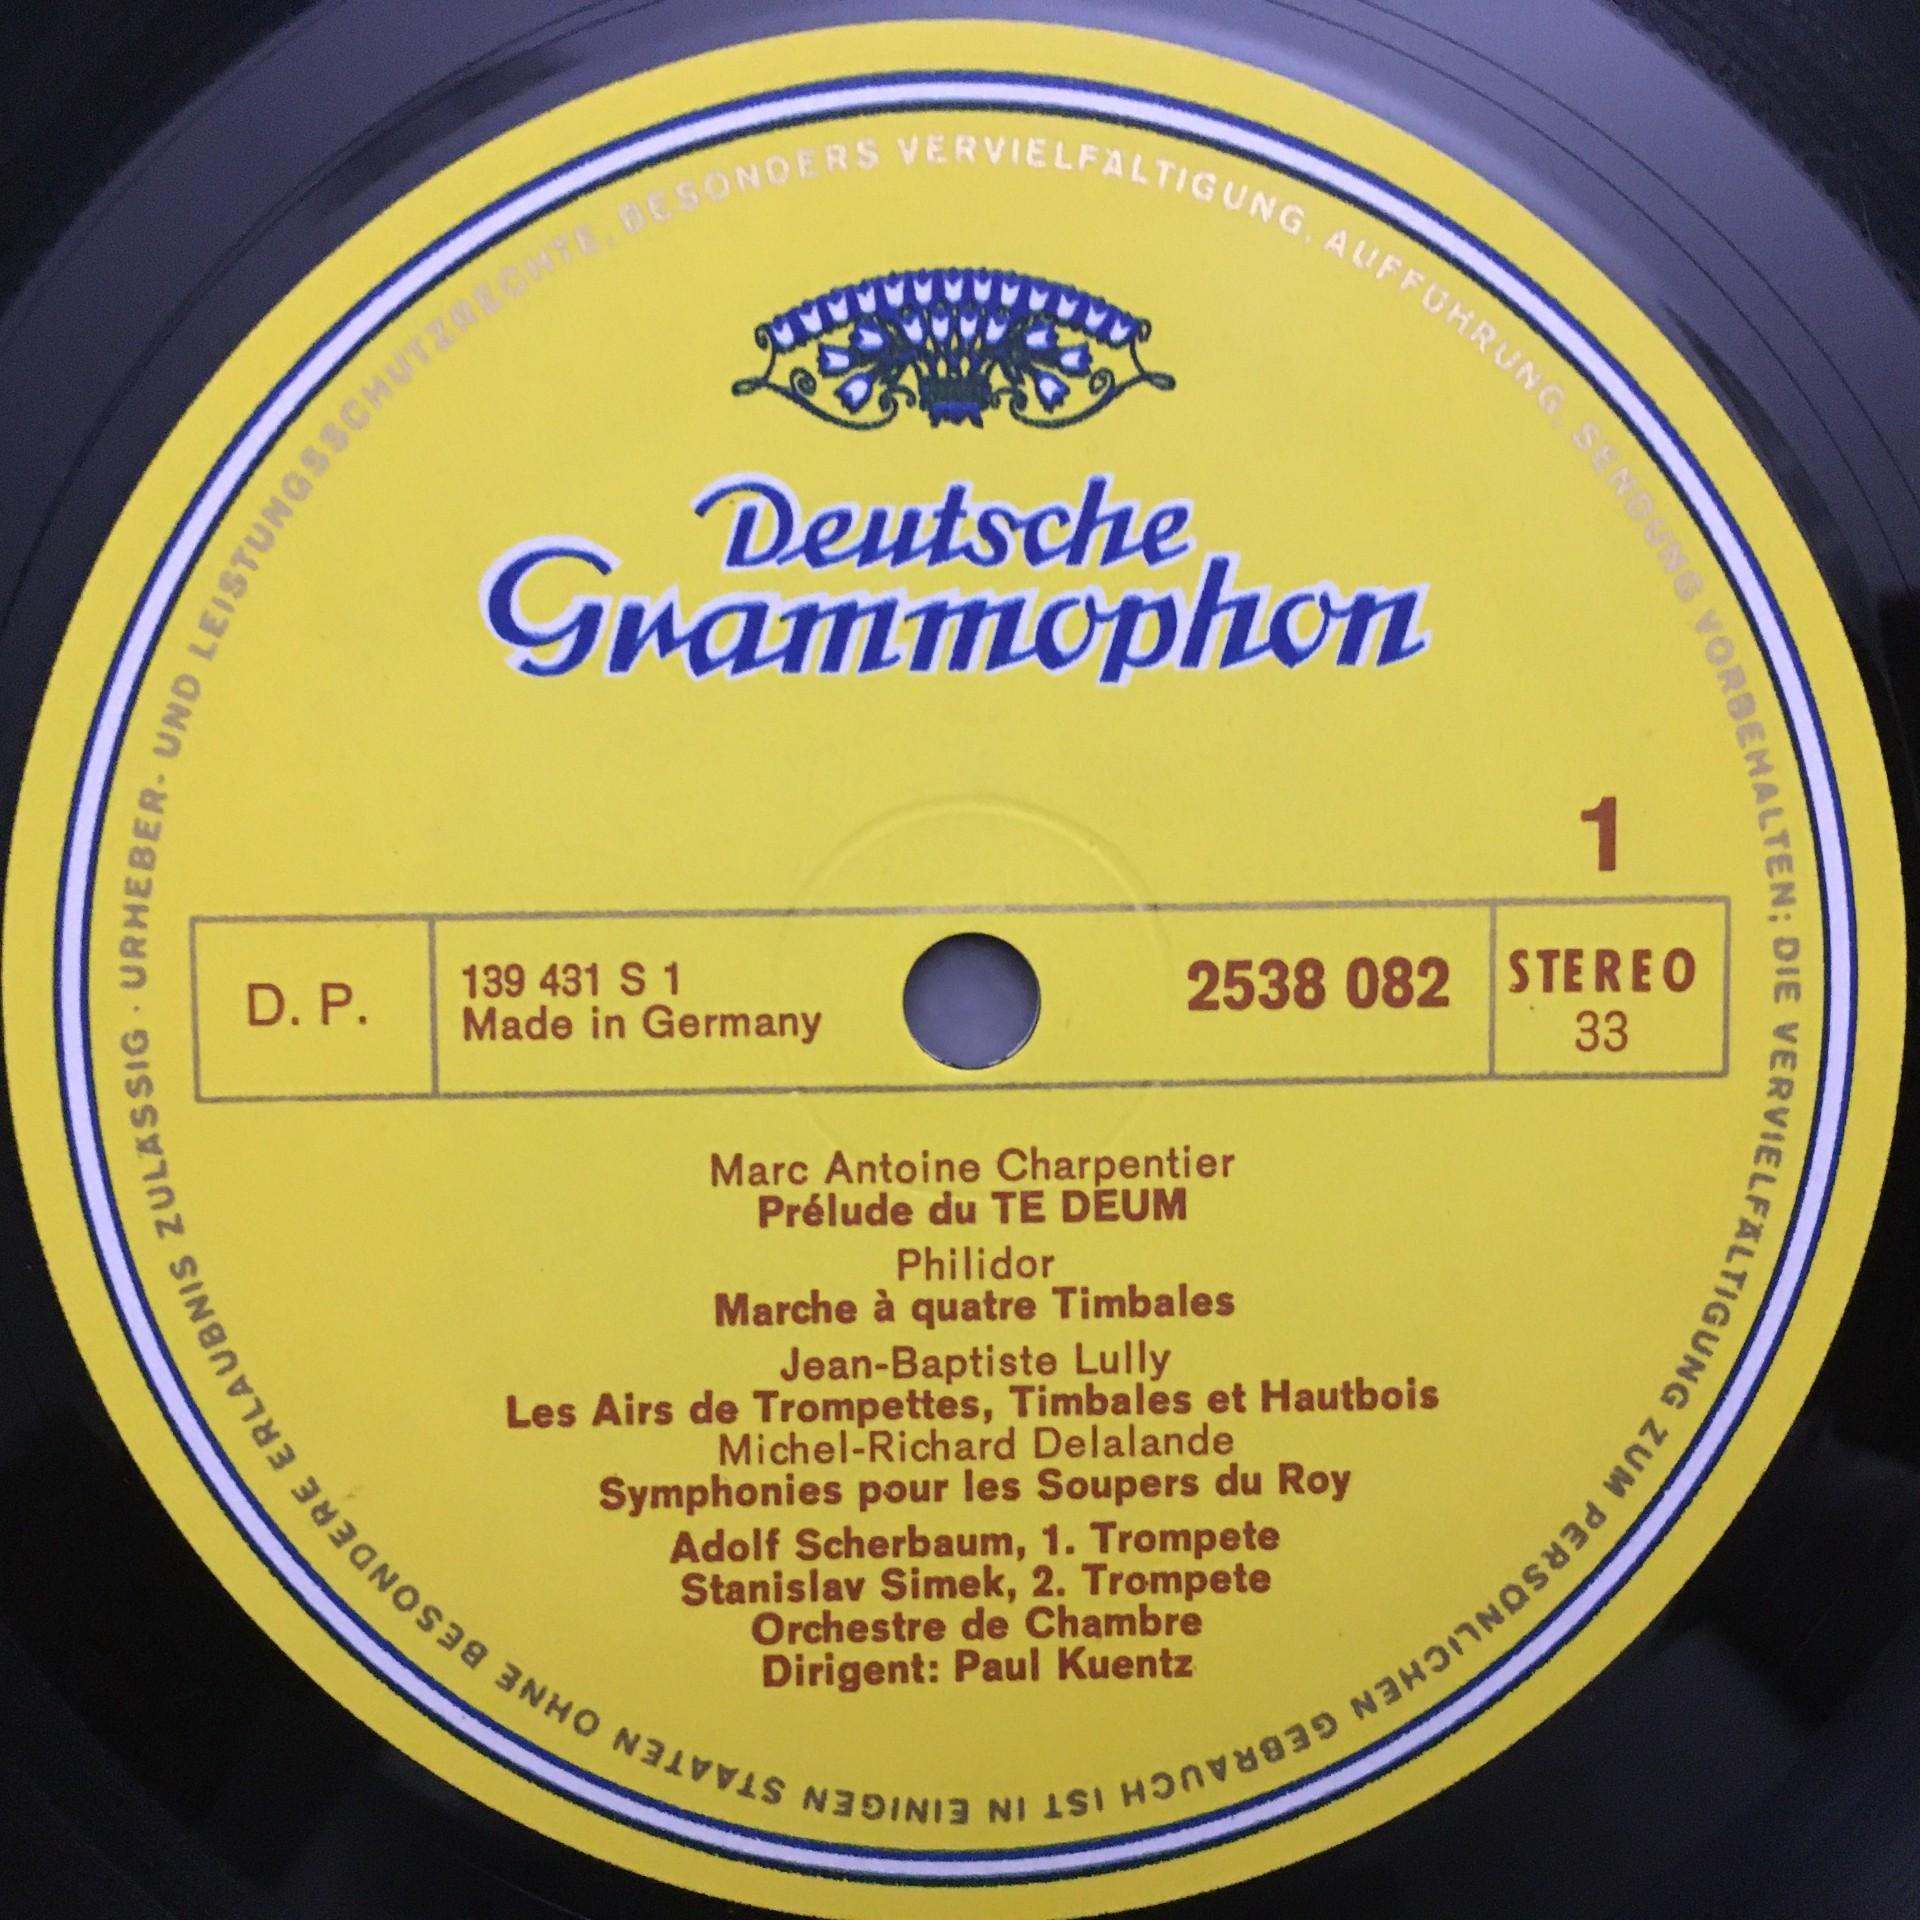 URHEBER- UND LEISTUNGSSCHUTZRECHTE, BESONDERS VERVIELFÄLTIGUNG, AUFFÜHRUNG, SENDUNG VORBEHALTEN; DIE VERVIELFÄLTIGUNG ZUM PERSÖNLICHEN GEBRAUCH IST IN EINIGEN STAATEN OHNE BESONDERE ERLAUBNIS ZULÄSSIG ·
Deutsche
Grammophon
1
D. P.
139 431 S 1
Made in Germany
2538 082
STEREO
33
Marc Antoine Charpentier
Prélude du TE DEUM
Philidor
Marche à quatre Timbales
Jean-Baptiste Lully
Les Airs de Trompettes, Timbales et Hautbois
Michel-Richard Delalande
Symphonies pour les Soupers du Roy
Adolf Scherbaum, 1. Trompete
Stanislav Simek, 2. Trompete
Orchestre de Chambre
Dirigent: Paul Kuentz